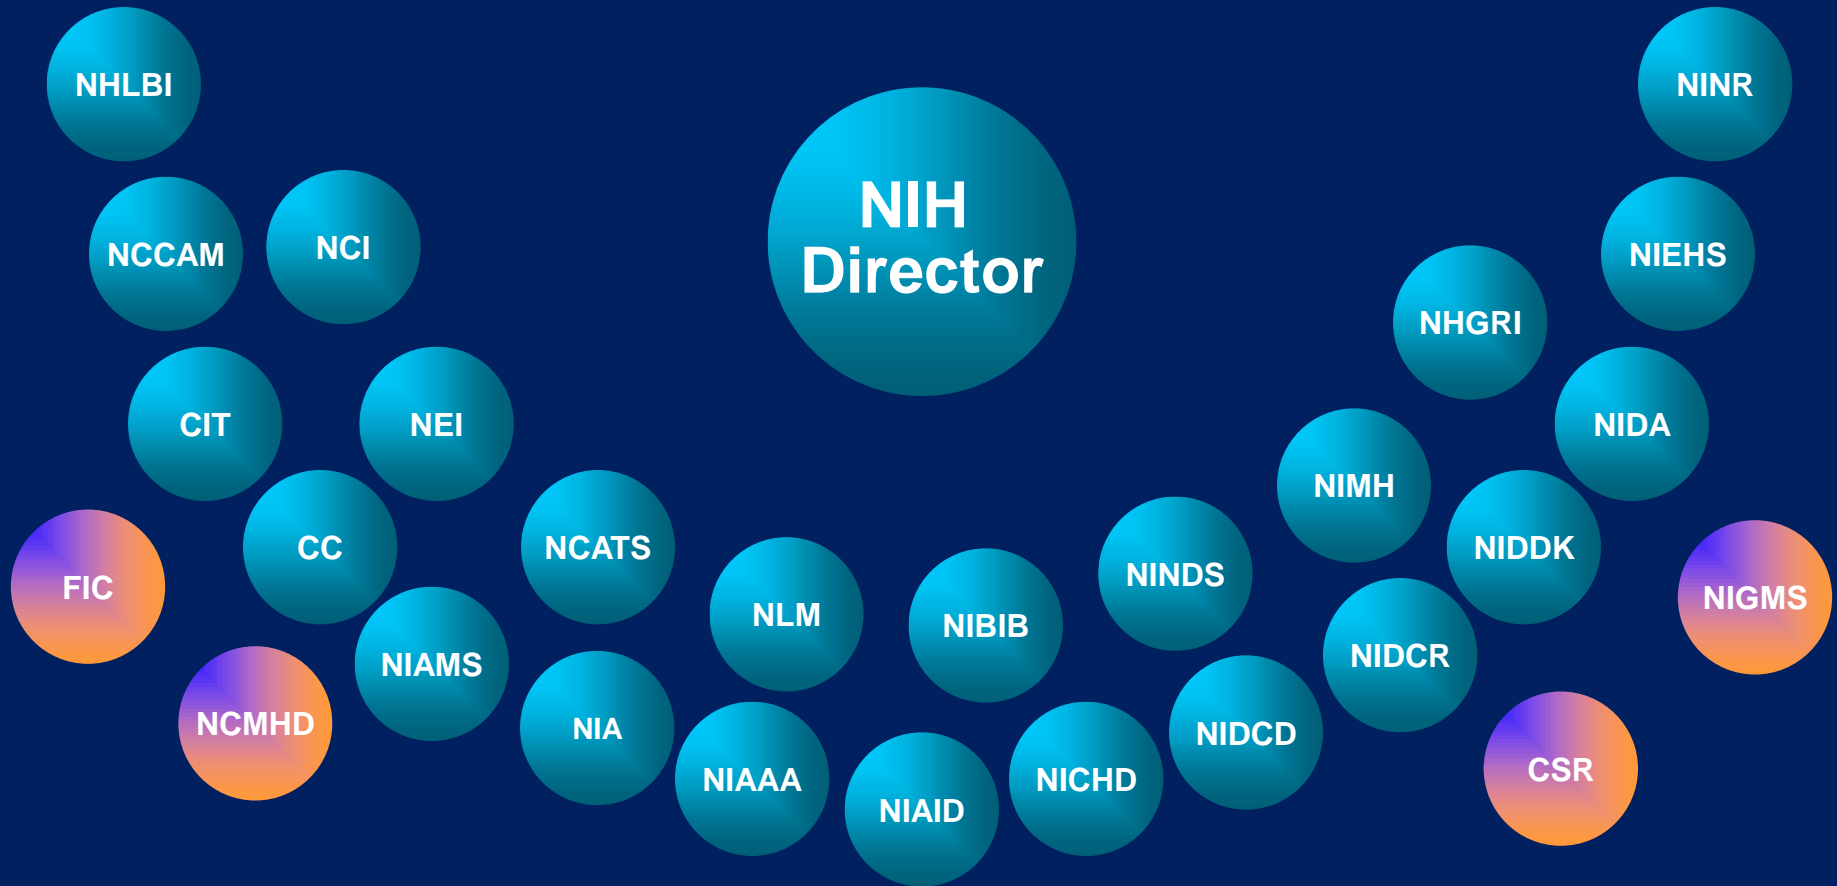 NHLBI
NINR
NIH
Director
NCCAM
NCI
NIEHS
NHGRI
CIT
NEI
NIDA
NIMH
CC
NCATS
NIDDK
NINDS
FIC
NIGMS
NLM
NIBIB
NIDCR
NIAMS
NCMHD
NIA
NIDCD
CSR
NIAAA
NICHD
NIAID